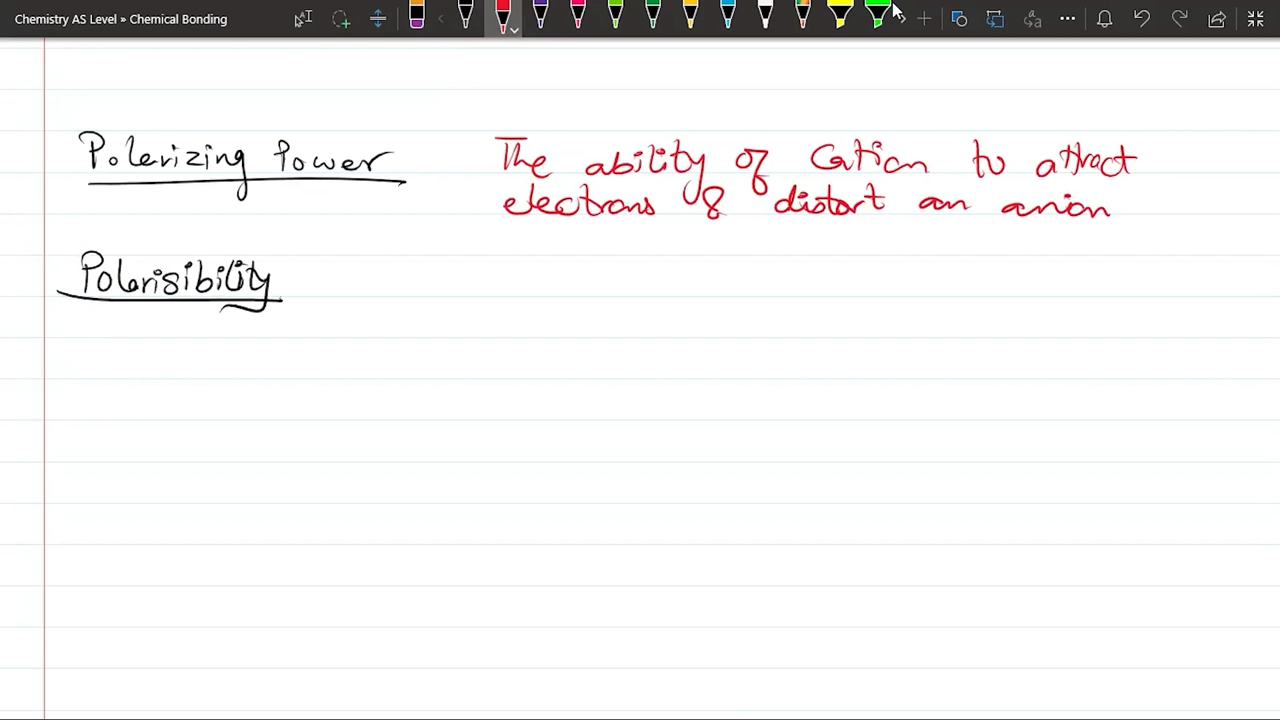 Chemistry AS Level » Chemical Bonding
Polarizing Power
The ability of Cation to attract
electrons & distort an anion
Polarisibility